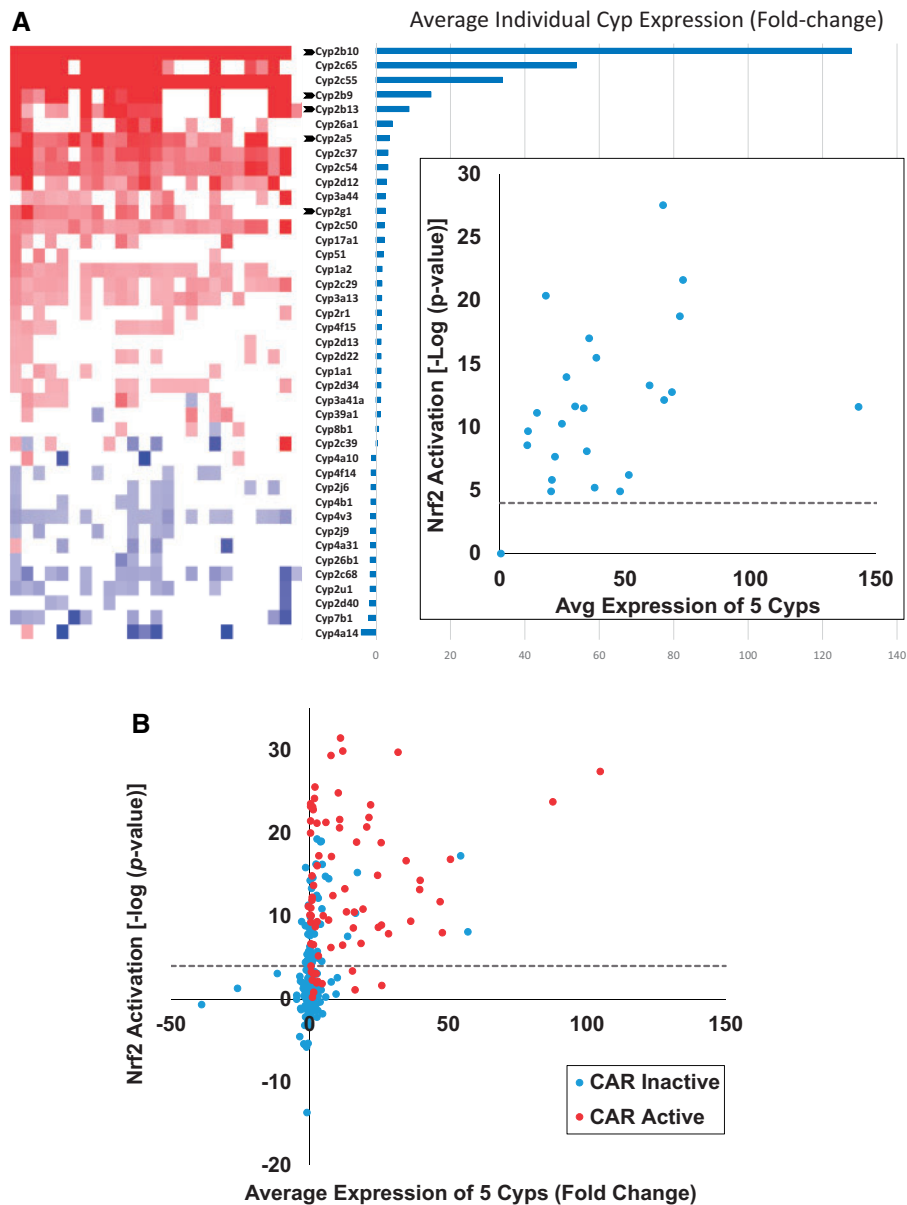 A
Average Individual Cyp Expression (Fold-change)
Cyp2b10
Cyp2c65
Cyp2c55
Cyp2b9
Cyp2b13
Cyp26a1
Cyp2a5
Cyp2c37
Cyp2c54
Cyp2d12
Cyp3a44
Cyp2g1
Cyp2c50
Cyp17a1
Cyp51
Cyp1a2
Cyp2c29
Cyp3a13
Cyp2r1
Cyp4f15
Cyp2d13
Cyp2d22
Cyp1a1
Cyp2d34
Cyp3a41a
Cyp39a1
Cyp8b1
Cyp2c39
Cyp4a10
Cyp4f14
Cyp2j6
Cyp4b1
Cyp4v3
Cyp2j9
Cyp4a31
Cyp26b1
Cyp2c68
Cyp2u1
Cyp2d40
Cyp7b1
Cyp4a14
0 20 40 60 80 100 120 140
Nrf2 Activation [-Log (p-value)]
30
25
20
15
10
5
0
0 50 100 150
Avg Expression of 5 Cyps
B
Nrf2 Activation [-log (p-value)]
30
20
10
0
-10
-20
-50 0 50 100 150
CAR Inactive
CAR Active
Average Expression of 5 Cyps (Fold Change)